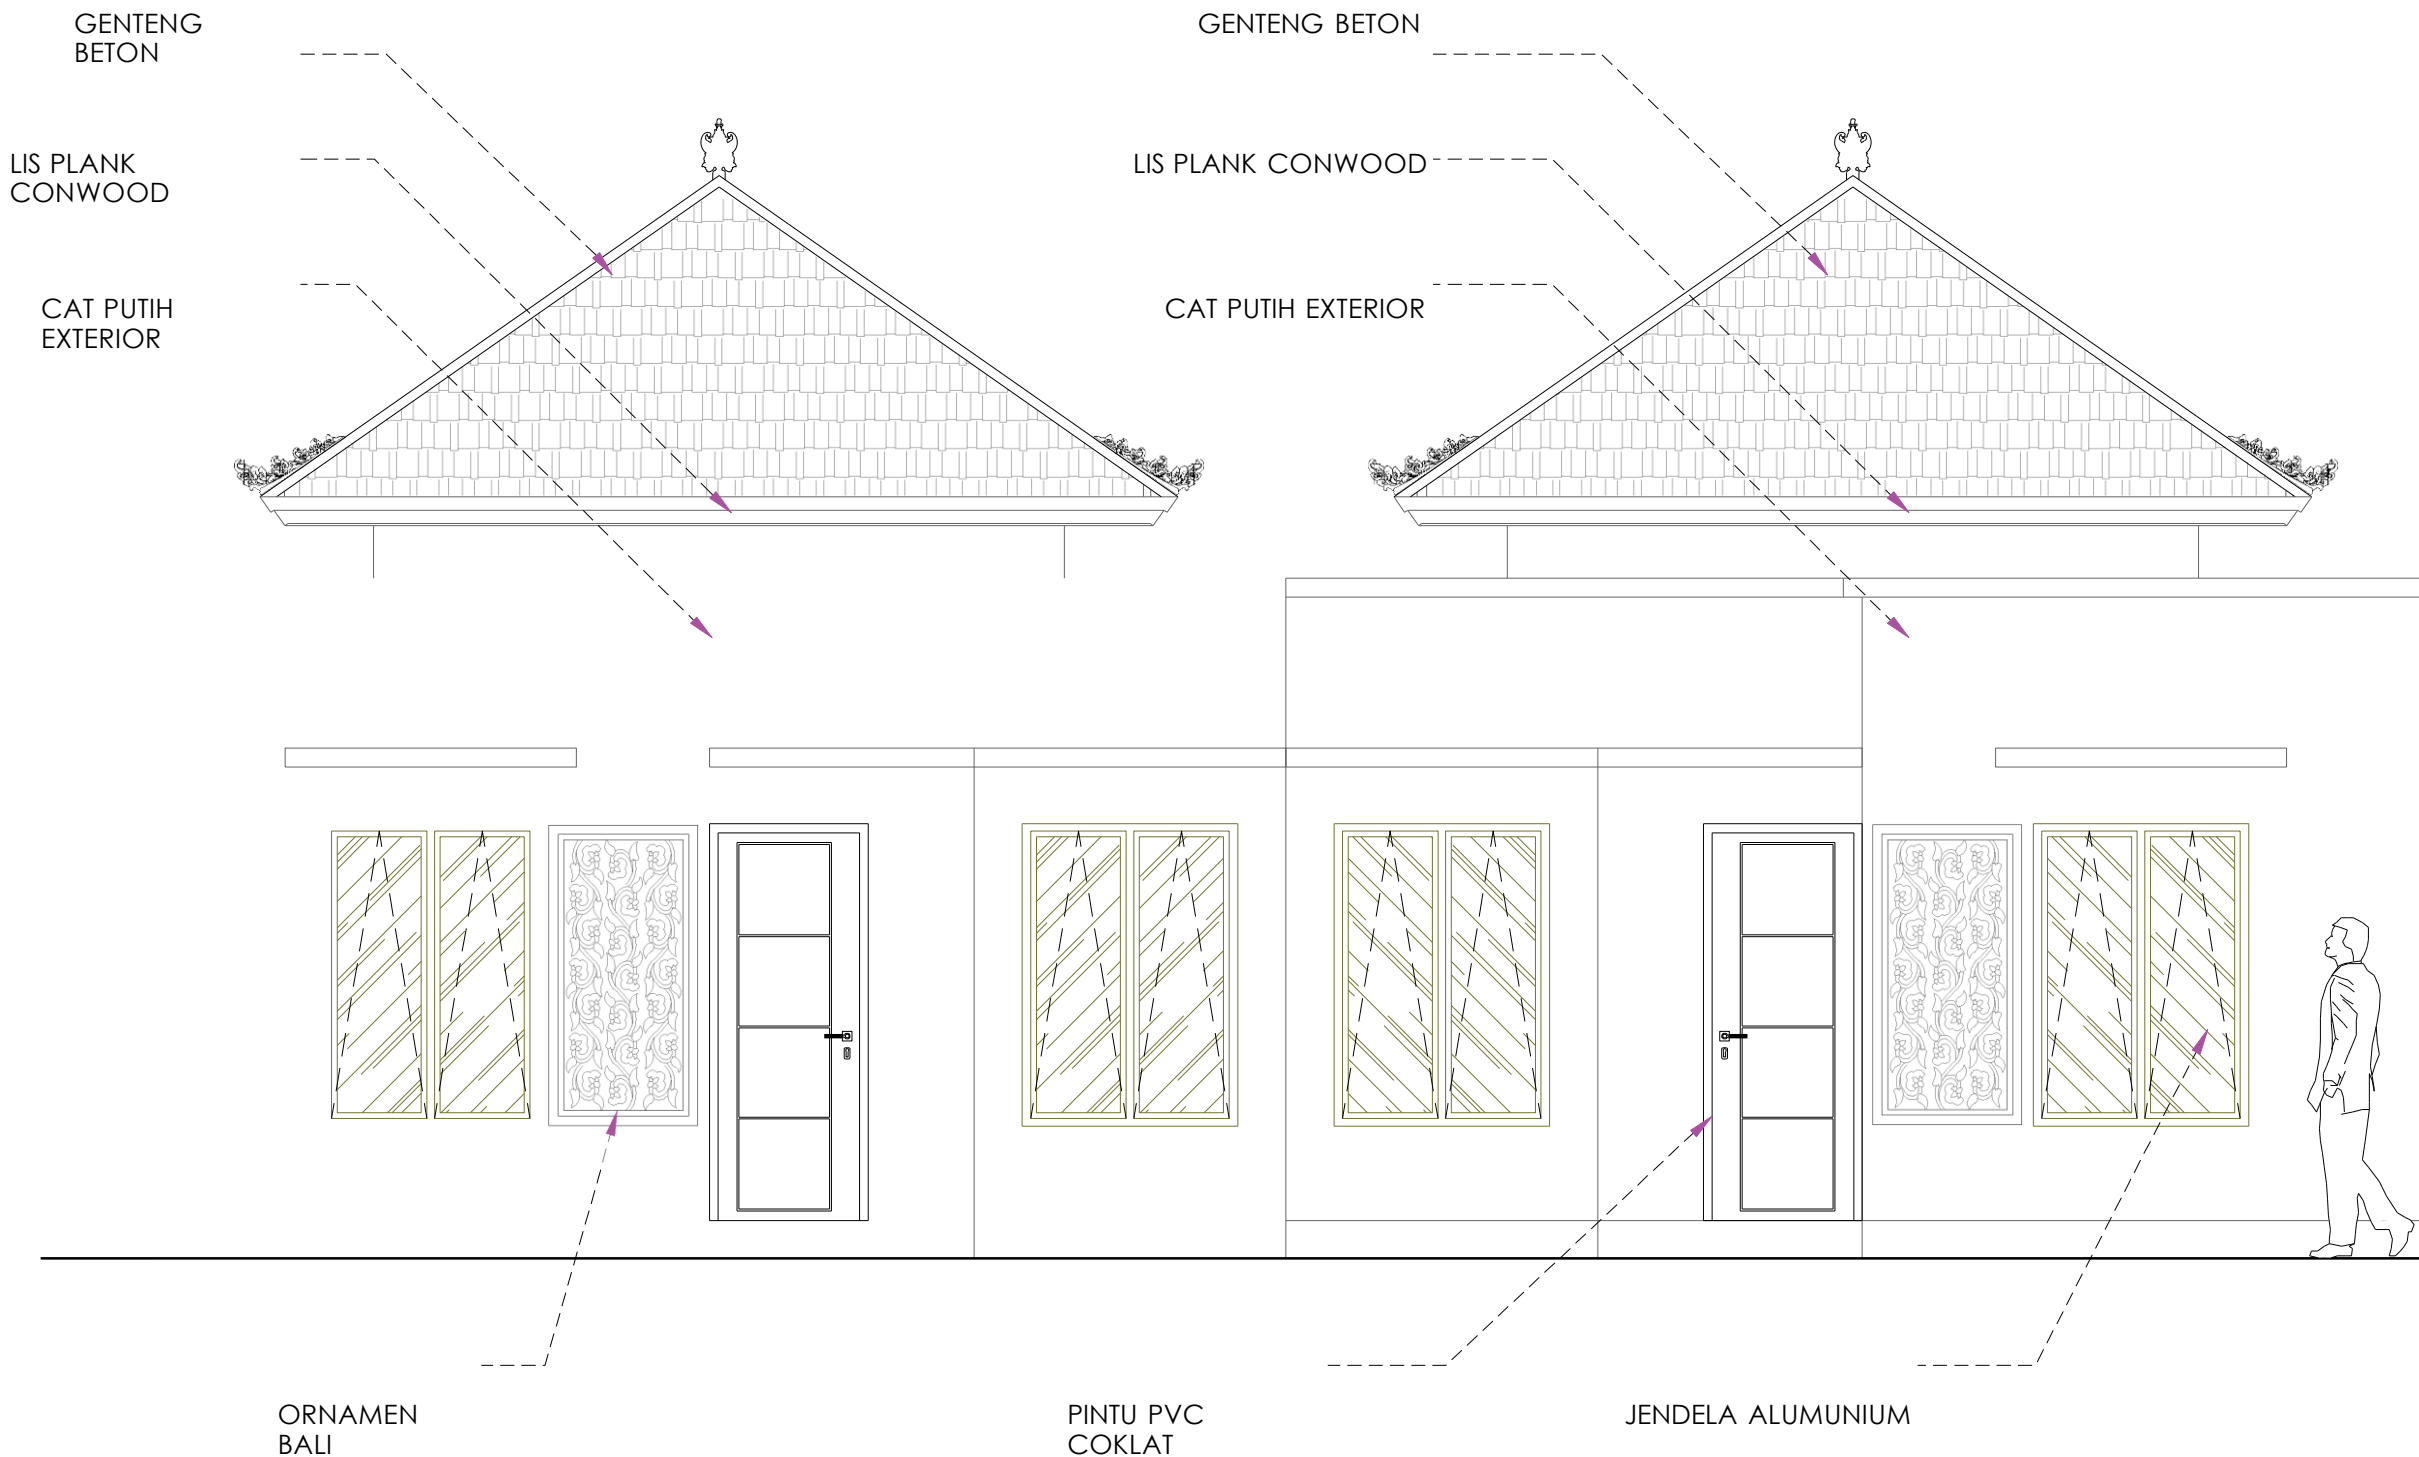 GENTENG
BETON
GENTENG BETON
LIS PLANK
CONWOOD
LIS PLANK CONWOOD
CAT PUTIH
EXTERIOR
CAT PUTIH EXTERIOR
ORNAMEN
BALI
PINTU PVC
COKLAT
JENDELA ALUMUNIUM